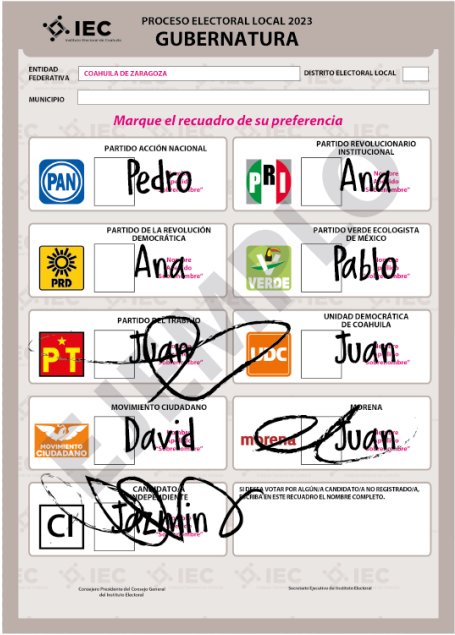 IEC
Instituto Electoral de Coahuila
PROCESO ELECTORAL LOCAL 2023
GUBERNATURA
ENTIDAD FEDERATIVA
COAHUILA DE ZARAGOZA
DISTRITO ELECTORAL LOCAL
MUNICIPIO
Marque el recuadro de su preferencia
PARTIDO ACCIÓN NACIONAL
PAN
Pedro
PARTIDO REVOLUCIONARIO
INSTITUCIONAL
PRI
Ana
PARTIDO DE LA REVOLUCIÓN
DEMOCRÁTICA
PRD
Ana
PARTIDO VERDE ECOLOGISTA
DE MÉXICO
VERDE
Pablo
PARTIDO DEL TRABAJO
PT
Juan
UNIDAD DEMOCRÁTICA
DE COAHUILA
UDC
Juan
MOVIMIENTO CIUDADANO
MOVIMIENTO
CIUDADANO
David
MORENA
morena
Juan
CANDIDATO/A
INDEPENDIENTE
CI
Jazmin
SI DESEA VOTAR POR ALGÚN/A CANDIDATO/A NO REGISTRADO/A,
ESCRIBA EN ESTE RECUADRO EL NOMBRE COMPLETO.
EJEMPLO
Consejero Presidente del Consejo General
del Instituto Electoral
Secretario Ejecutivo de Instituto Electoral